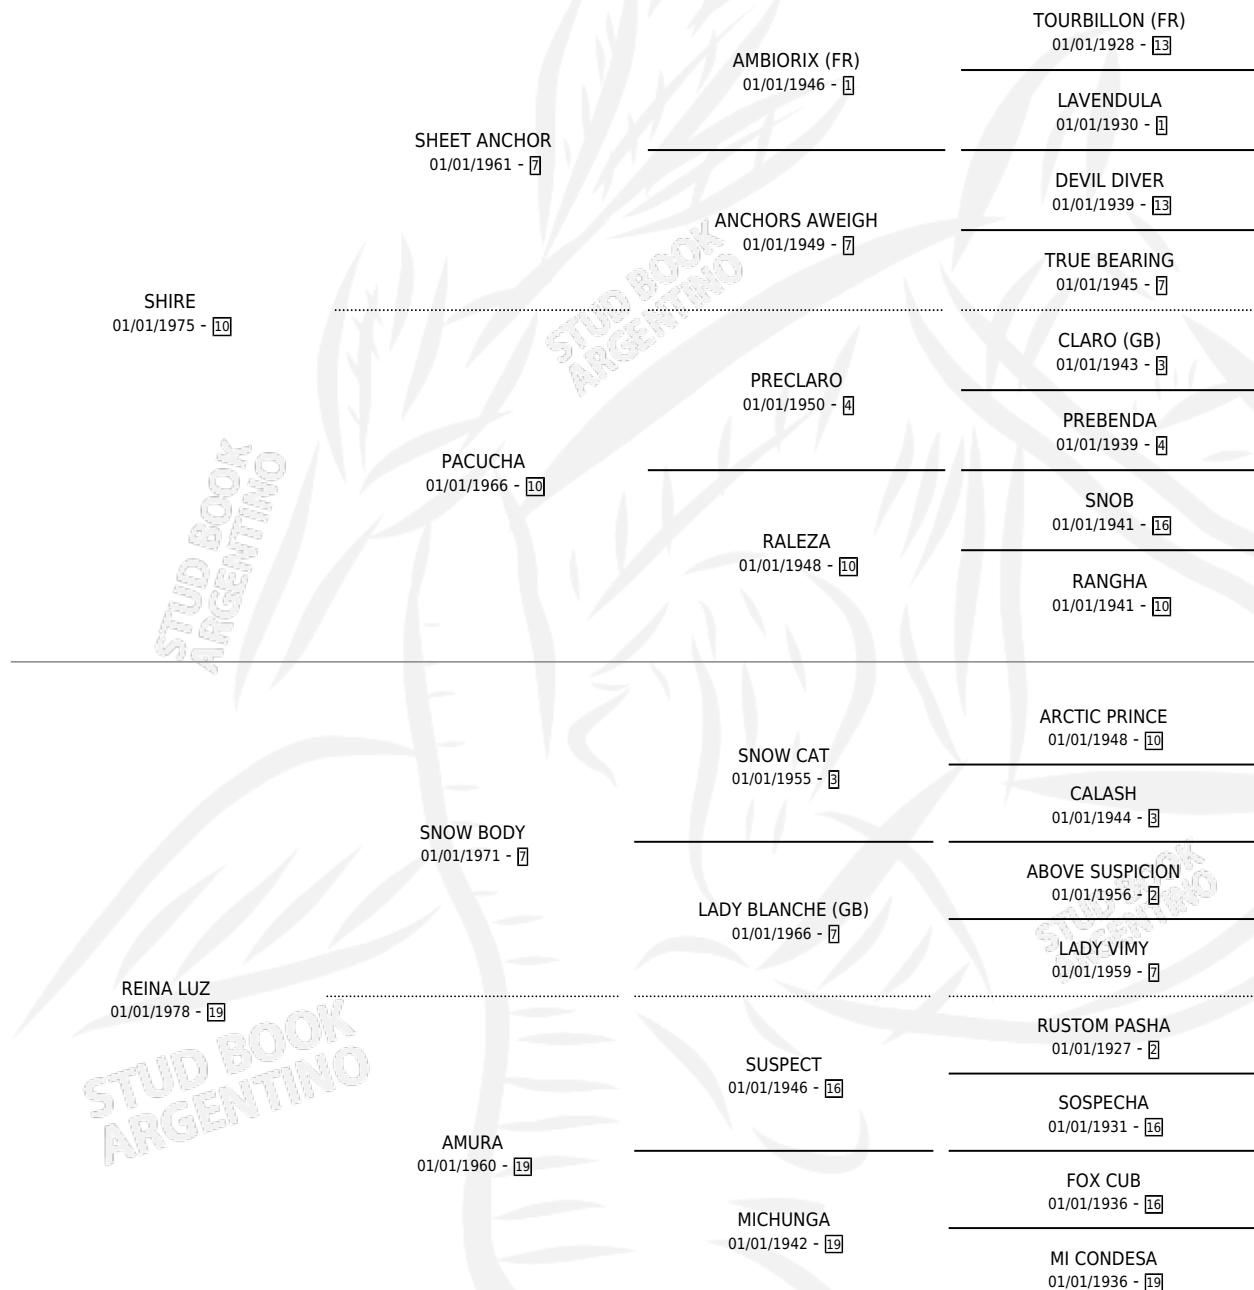 TOURBILLON (FR)
01/01/1928 - 13
AMBIORIX (FR)
01/01/1946 - 1
LAVENDULA
01/01/1930 - 1
SHEET ANCHOR
01/01/1961 - 7
DEVIL DIVER
01/01/1939 - 13
ANCHORS AWEIGH
01/01/1949 - 7
TRUE BEARING
01/01/1945 - 7
SHIRE
01/01/1975 - 10
CLARO (GB)
01/01/1943 - 3
PRECLARO
01/01/1950 - 4
PREBENDA
01/01/1939 - 4
PACUCHA
01/01/1966 - 10
SNOB
01/01/1941 - 16
RALEZA
01/01/1948 - 10
RANGHA
01/01/1941 - 10
ARCTIC PRINCE
01/01/1948 - 10
SNOW CAT
01/01/1955 - 3
CALASH
01/01/1944 - 3
SNOW BODY
01/01/1971 - 7
ABOVE SUSPICION
01/01/1956 - 2
LADY BLANCHE (GB)
01/01/1966 - 7
LADY VIMY
01/01/1959 - 7
REINA LUZ
01/01/1978 - 19
RUSTOM PASHA
01/01/1927 - 2
SUSPECT
01/01/1946 - 16
SOSPECHA
01/01/1931 - 16
AMURA
01/01/1960 - 19
FOX CUB
01/01/1936 - 16
MICHUNGA
01/01/1942 - 19
MI CONDESA
01/01/1936 - 19
STUD BOOK
ARGENTINO
STUD BOOK
ARGENTINO
STUD BOOK
ARGENTINO
STUD BOOK
ARGENTINO